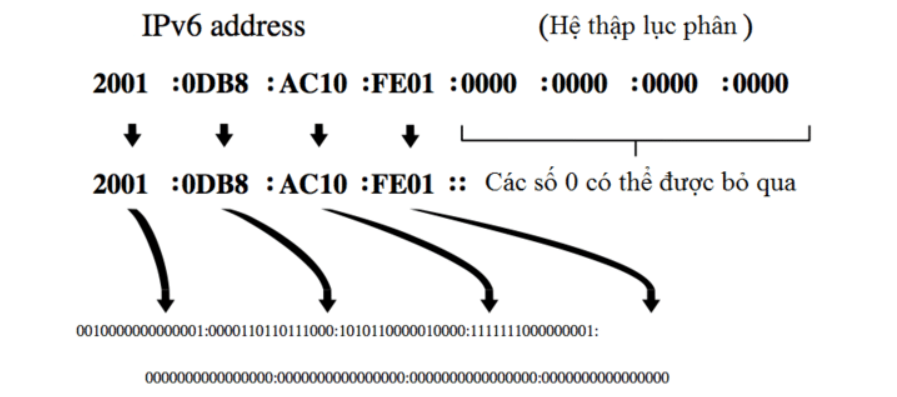 IPv6 address (Hệ thập lục phân )
2001 :0DB8 :AC10 :FE01 :0000 :0000 :0000 :0000
2001 :0DB8 :AC10 :FE01 :: Các số 0 có thể được bỏ qua
0010000000000001:0000110110111000:1010110000010000:1111111000000001:
0000000000000000:0000000000000000:0000000000000000:0000000000000000